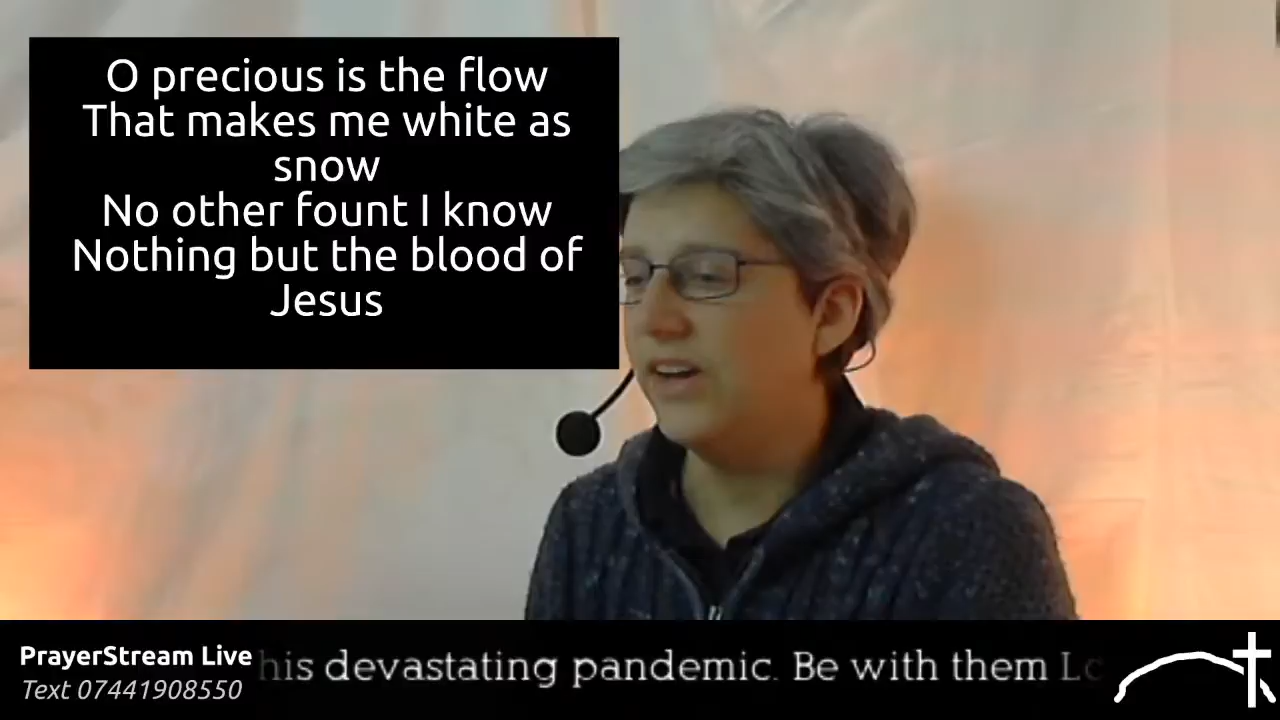 O precious is the flow
That makes me white as
snow
No other fount I know
Nothing but the blood of
Jesus
PrayerStream Live
Text 07441908550
his devastating pandemic. Be with them